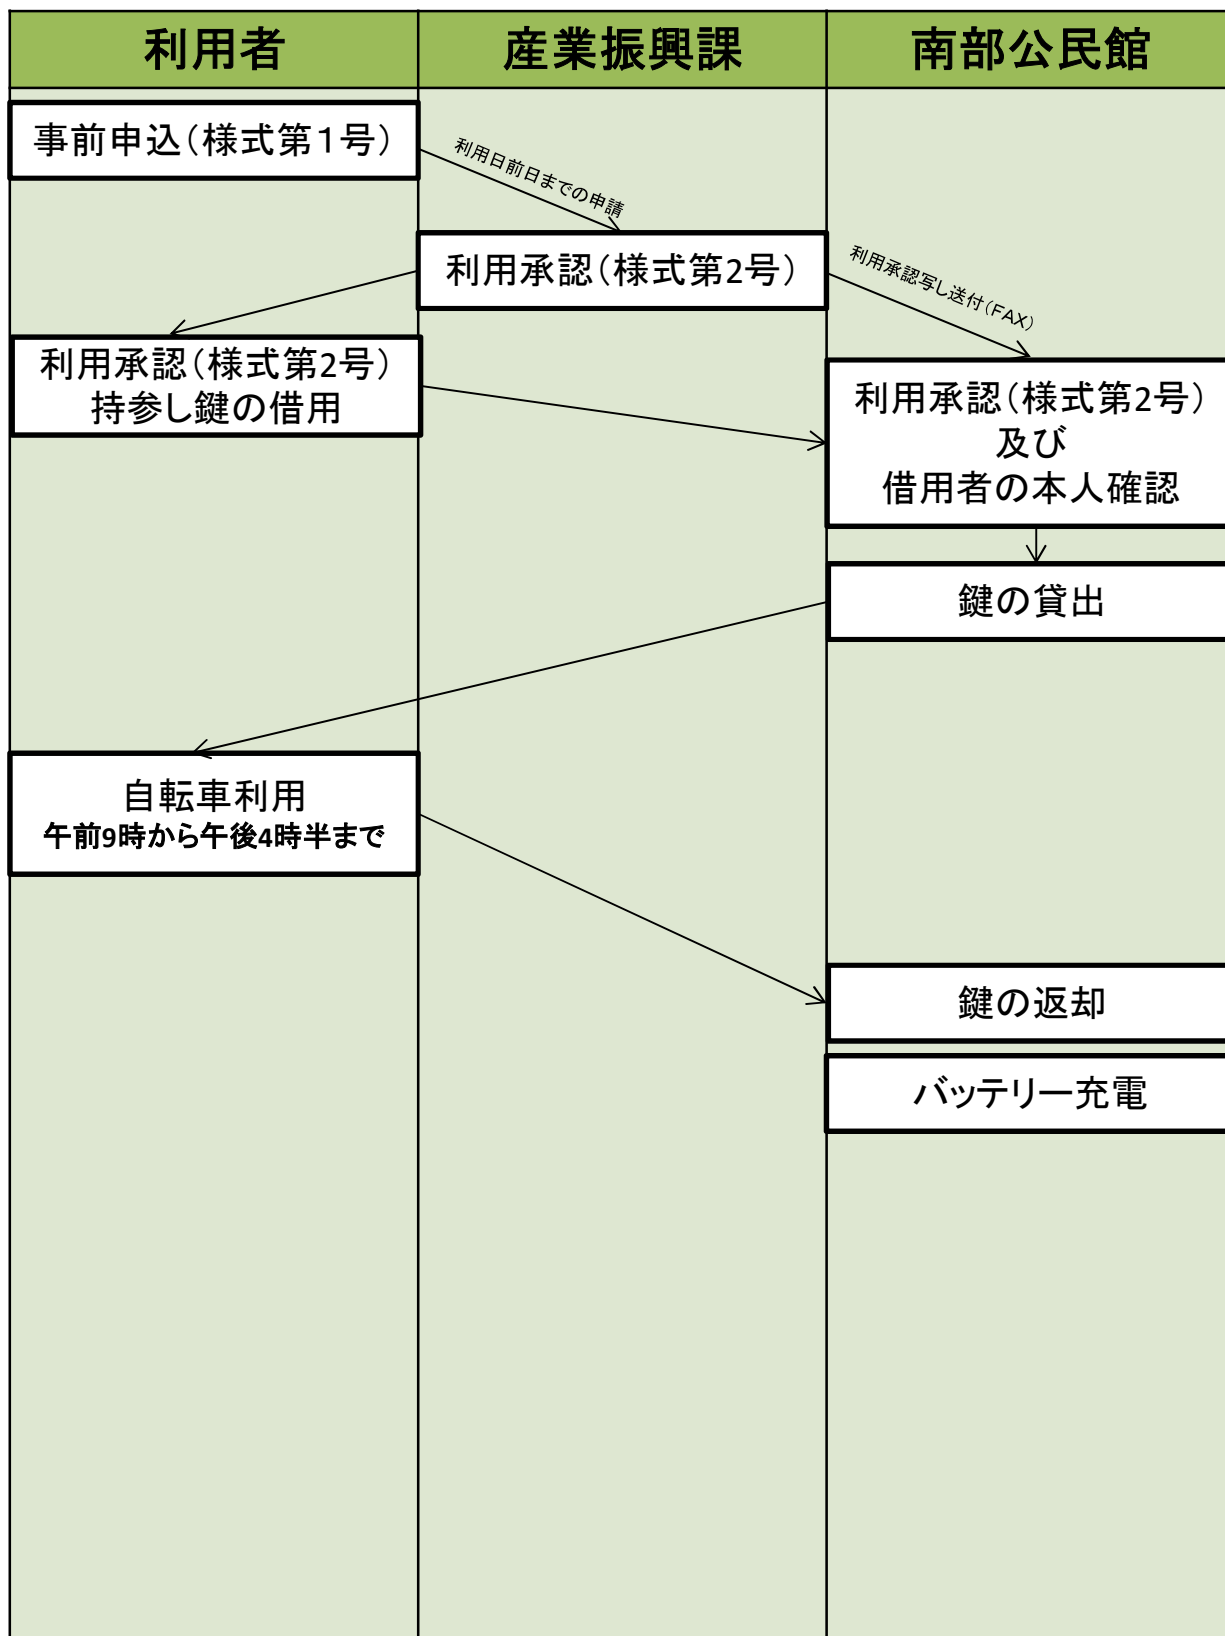 利用者
産業振興課
南部公民館
事前申込（様式第１号）
利用日前日までの申請
利用承認（様式第2号）
利用承認写し送付（FAX）
利用承認（様式第2号）
持参し鍵の借用
利用承認（様式第2号）
及び
借用者の本人確認
鍵の貸出
自転車利用
午前9時から午後4時半まで
鍵の返却
バッテリー充電